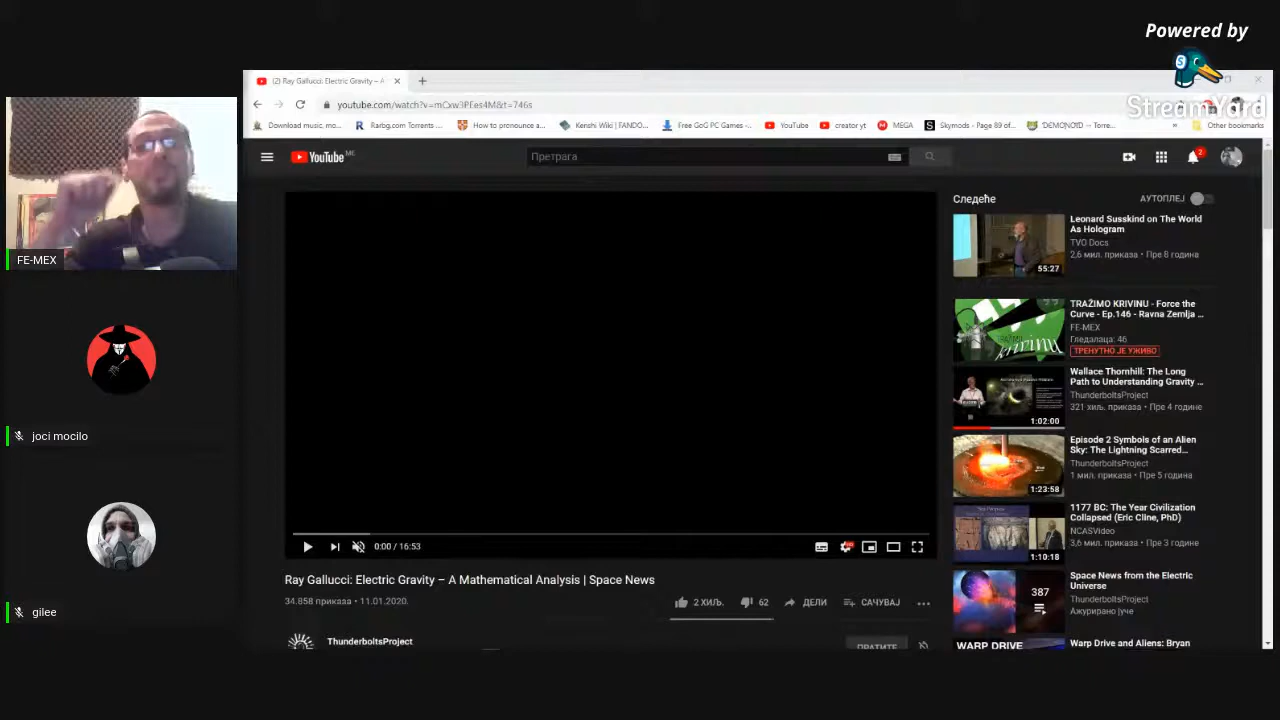 Powered by
StreamYard
(2) Ray Gallucci: Electric Gravity – A
youtube.com/watch?v=mCxw3PEes4M&t=746s
Download music, mo...
Rarbg.com Torrents ...
How to pronounce a...
Kenshi Wiki | FANDO...
Free GoG PC Games -...
YouTube
creator yt
MEGA
Skymods - Page 89 of...
"DEMONOID — Torre...
»
Other bookmarks
YouTube ME
Претрага
2
FE-MEX
joci mocilo
gilee
0:00 / 16:53
Ray Gallucci: Electric Gravity – A Mathematical Analysis | Space News
34.858 приказа • 11.01.2020.
2 ХИЉ.
62
ДЕЛИ
САЧУВАЈ
ThunderboltsProject
ПРАТИТЕ
Следеће
АУТОПЛЕЈ
55:27
Leonard Susskind on The World
As Hologram
TVO Docs
2,6 мил. приказа • Пре 8 година
krivinu
TRAŽIMO KRIVINU - Force the
Curve - Ep.146 - Ravna Zemlja ...
FE-MEX
Гледалаца: 46
ТРЕНУТНО ЈЕ УЖИВО
1:02:00
Wallace Thornhill: The Long
Path to Understanding Gravity ...
ThunderboltsProject
321 хиљ. приказа • Пре 4 године
1:23:58
Episode 2 Symbols of an Alien
Sky: The Lightning Scarred...
ThunderboltsProject
1 мил. приказа • Пре 5 година
1:10:18
1177 BC: The Year Civilization
Collapsed (Eric Cline, PhD)
NCASVideo
3,6 мил. приказа • Пре 3 године
387
Space News from the Electric
Universe
ThunderboltsProject
Ажурирано јуче
WARP DRIVE
Warp Drive and Aliens: Bryan